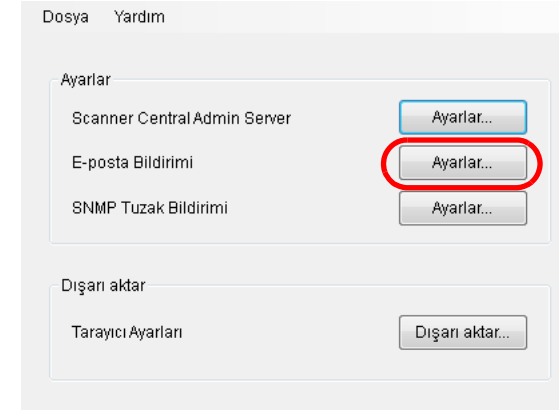 Dosya Yardım
Ayarlar
Scanner Central Admin Server Ayarlar...
E-posta Bildirimi Ayarlar...
SNMP Tuzak Bildirimi Ayarlar...
Dışarı aktar
Tarayıcı Ayarları Dışarı aktar...